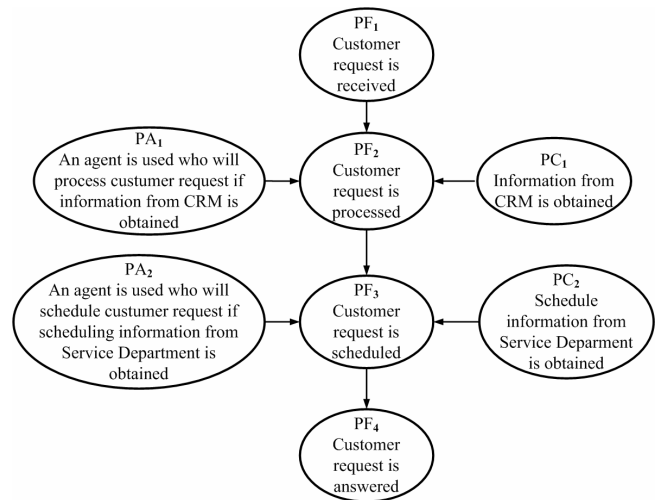 PF1
Customer
request is
received
PA1
An agent is used who will
process custumer request if
information from CRM is
obtained
PF2
Customer
request is
processed
PC1
Information from
CRM is obtained
PA2
An agent is used who will
schedule custumer request if
scheduling information from
Service Department is
obtained
PF3
Customer
request is
scheduled
PC2
Schedule
information from
Service Deparment
is obtained
PF4
Customer
request is
answered